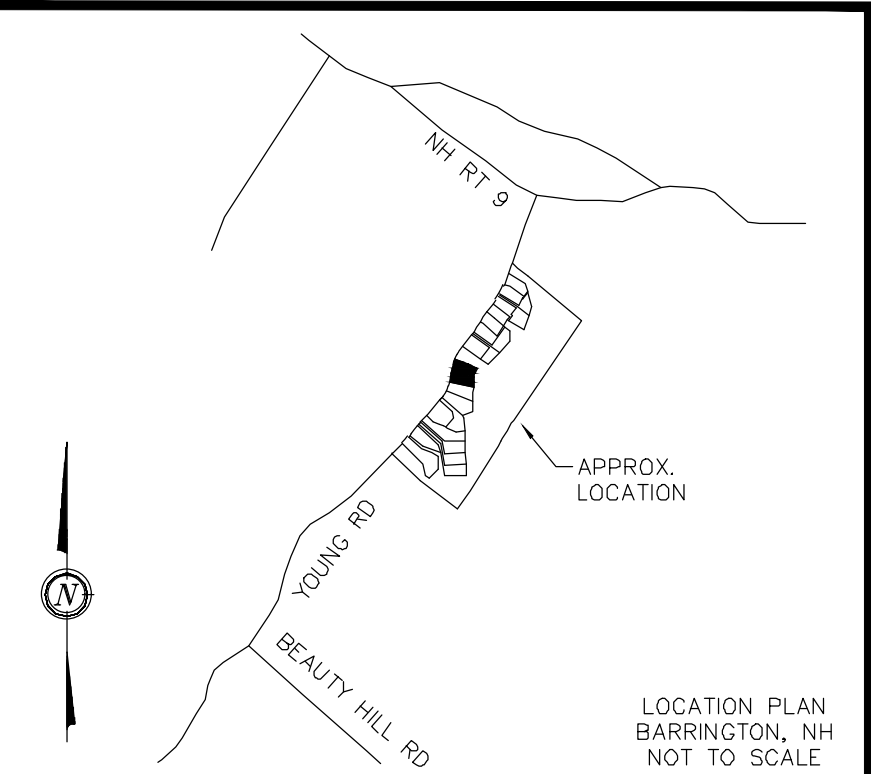 NH RT 9
APPROX.
LOCATION
YOUNG RD
N
BEAUTY HILL RD
LOCATION PLAN
BARRINGTON, NH
NOT TO SCALE